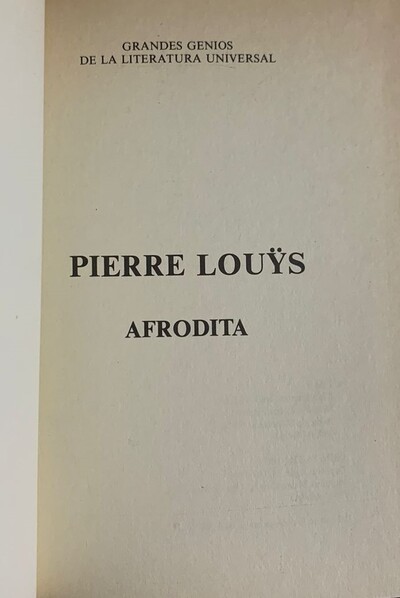 GRANDES GENIOS
DE LA LITERATURA UNIVERSAL
PIERRE LOUŸS
AFRODITA